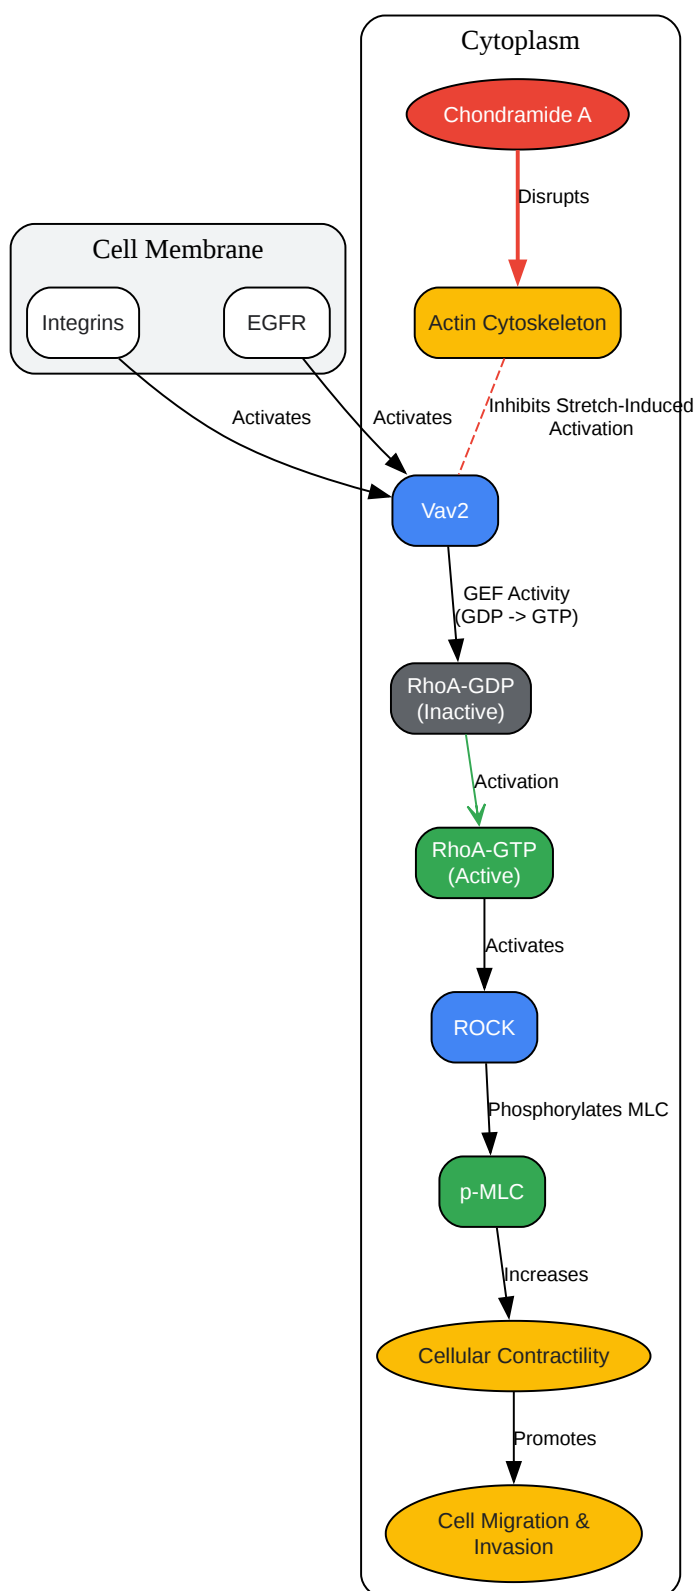 Cytoplasm
Chondramide A
Disrupts
Cell Membrane
Integrins
EGFR
Actin Cytoskeleton
Activates
Activates
Inhibits Stretch-Induced
Activation
Vav2
GEF Activity
(GDP -> GTP)
RhoA-GDP
(Inactive)
Activation
RhoA-GTP
(Active)
Activates
ROCK
Phosphorylates MLC
p-MLC
Increases
Cellular Contractility
Promotes
Cell Migration &
Invasion